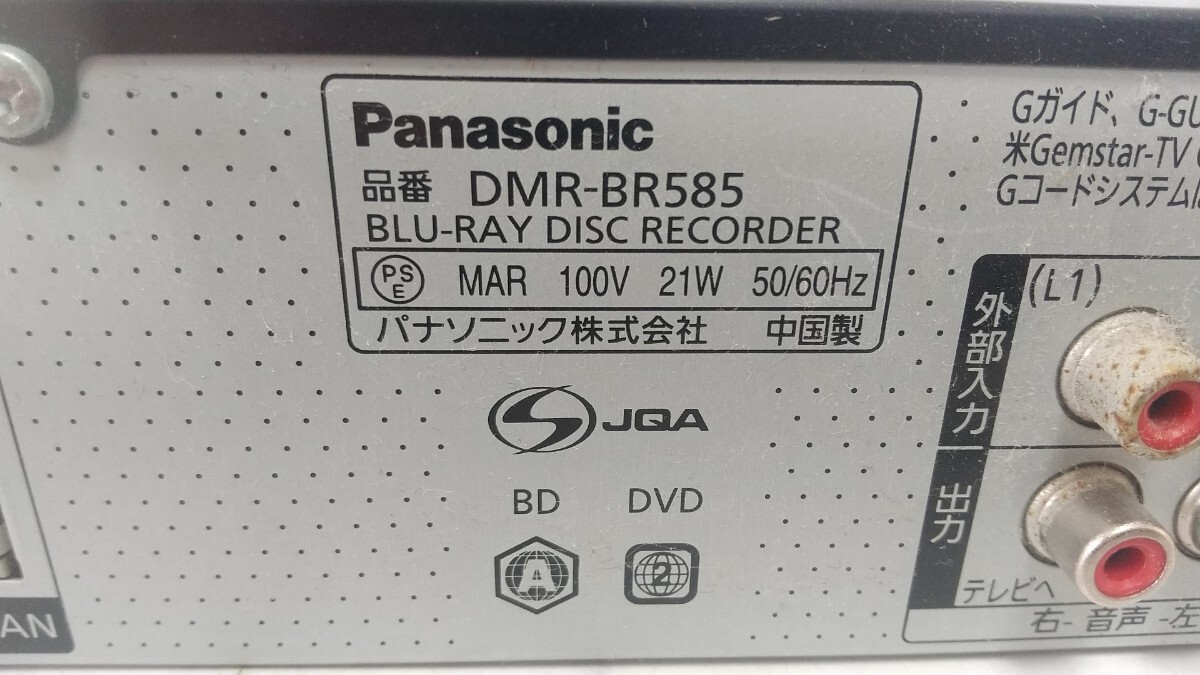 Panasonic
品番 DMR-BR585
BLU-RAY DISC RECORDER
PS
E
MAR 100V 21W 50/60Hz
パナソニック株式会社 中国製
JQA
BD DVD
A 2
Gガイド、G-GU
米Gemstar-TV
Gコードシステムは
(L1)
外部入力
出力
テレビへ
右-音声-左
AN